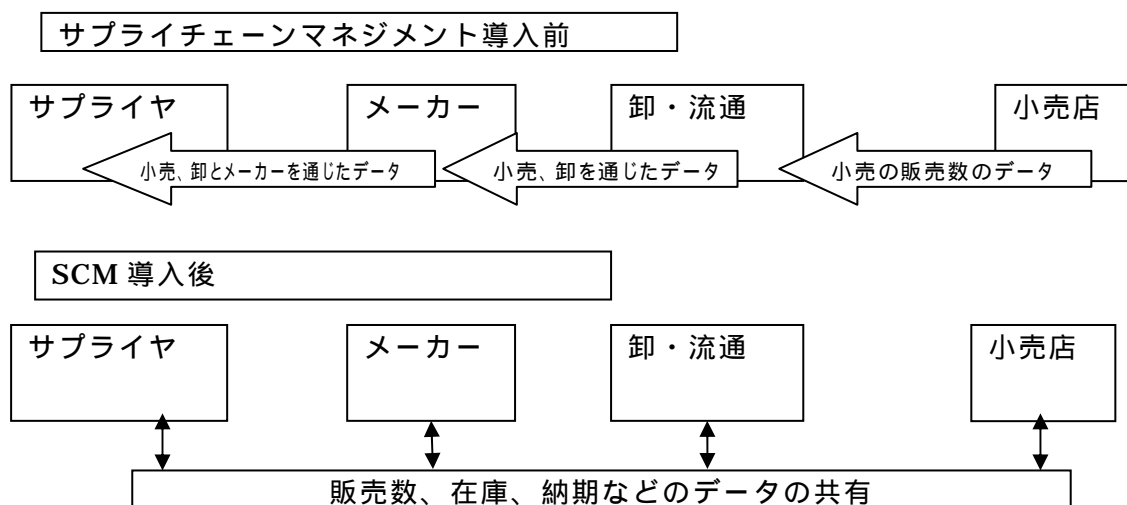 サプライチェーンマネジメント導入前
サプライヤ
メーカー
卸・流通
小売店
小売、卸とメーカーを通じたデータ
小売、卸を通じたデータ
小売の販売数のデータ
SCM 導入後
サプライヤ
メーカー
卸・流通
小売店
販売数、在庫、納期などのデータの共有